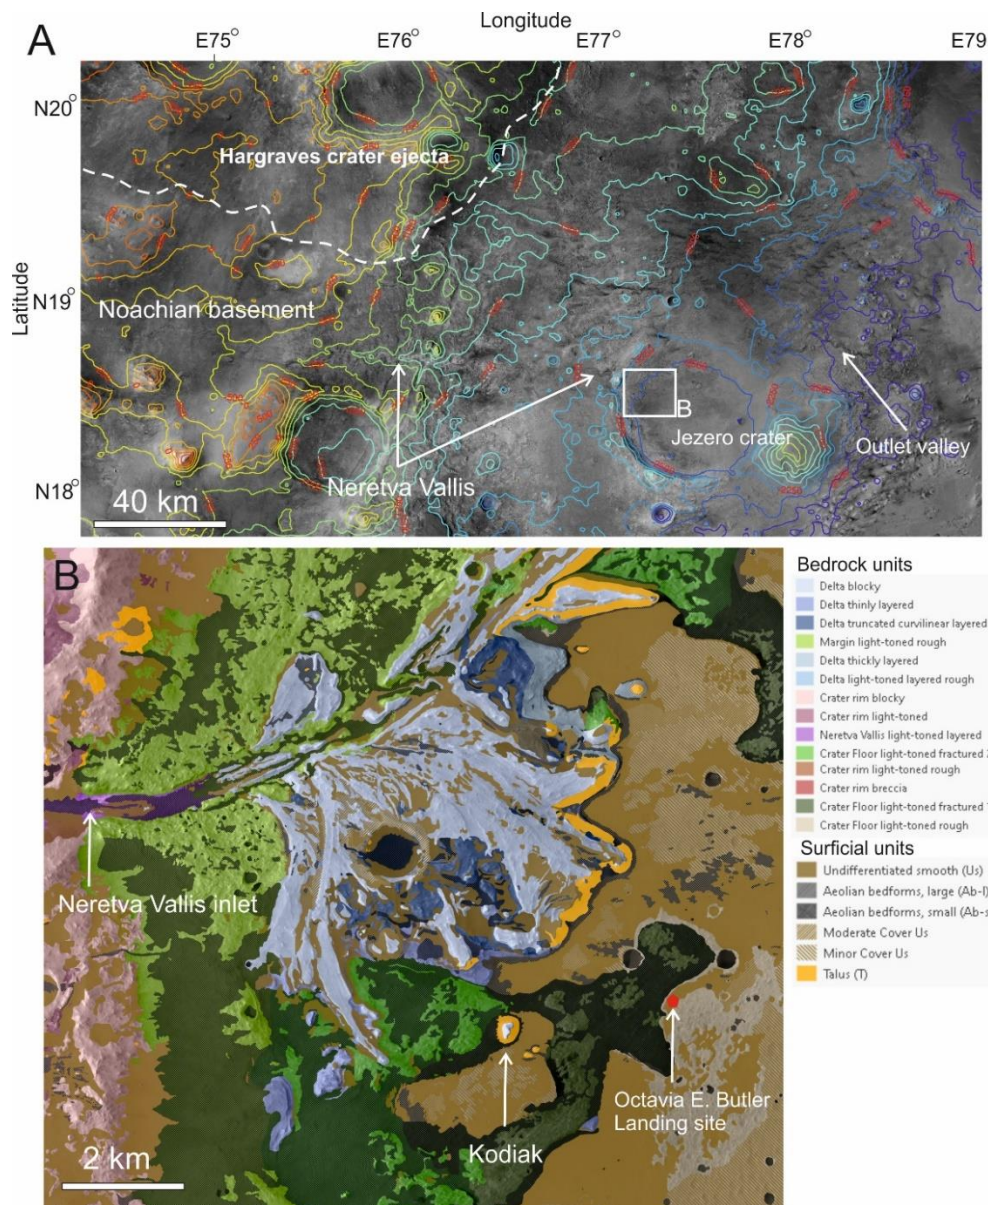 Longitude
A
E75°
E76°
E77°
E78°
E79
N20°
Hargraves crater ejecta
Latitude
N19°
Noachian basement
B
Jezero crater
Neretva Vallis
Outlet valley
N18°
40 km
B
Neretva Vallis inlet
Kodiak
Octavia E. Butler
Landing site
2 km
Bedrock units
Delta blocky
Delta thinly layered
Delta truncated curvilinear layered
Margin light-toned rough
Delta thickly layered
Delta light-toned layered rough
Crater rim blocky
Crater rim light-toned
Neretva Vallis light-toned layered
Crater Floor light-toned fractured
Crater rim light-toned rough
Crater rim breccia
Crater Floor light-toned fractured
Crater Floor light-toned rough
Surficial units
Undifferentiated smooth (Us)
Aeolian bedforms, large (Ab-l)
Aeolian bedforms, small (Ab-s
Moderate Cover Us
Minor Cover Us
Talus (T)